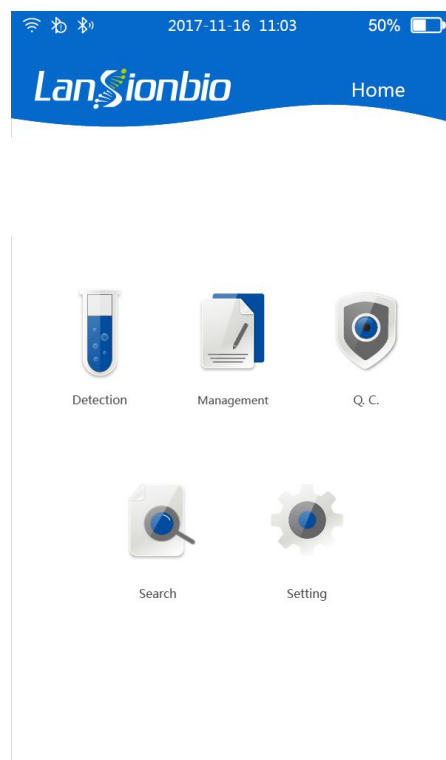 2017-11-16 11:03 50%
Lansionbio Home
Detection Management Q. C.
Search Setting